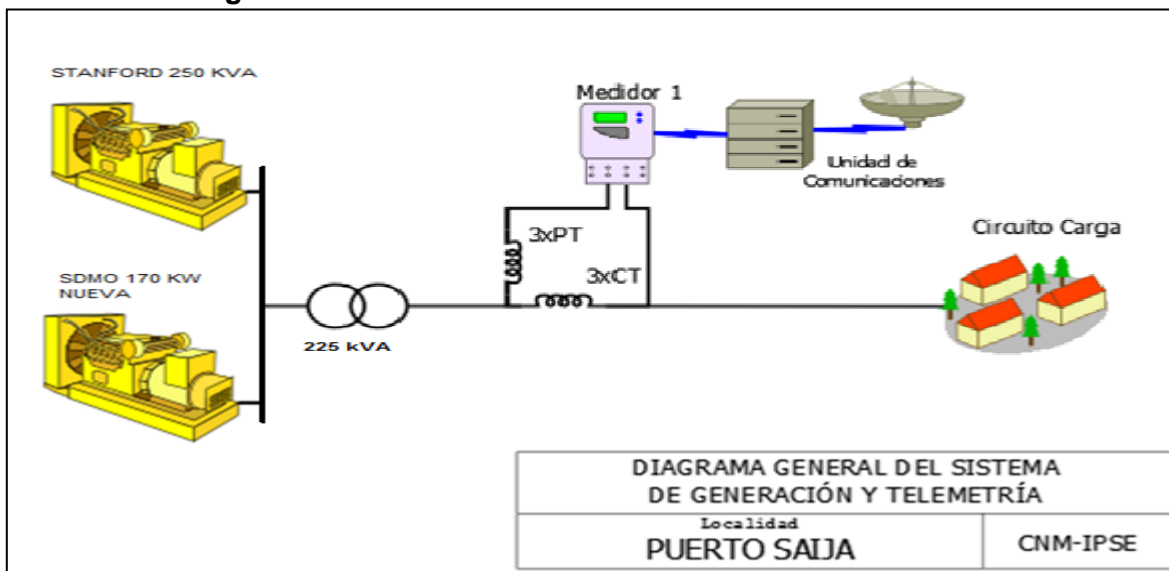 STANFORD 250 KVA
Medidor 1
Unidad de
Comunicaciones
3xPT
3xCT
Circuito Carga
SDMO 170 KW
NUEVA
225 kVA
DIAGRAMA GENERAL DEL SISTEMA
DE GENERACIÓN Y TELEMETRÍA
Localidad
PUERTO SAIJA
CNM-IPSE